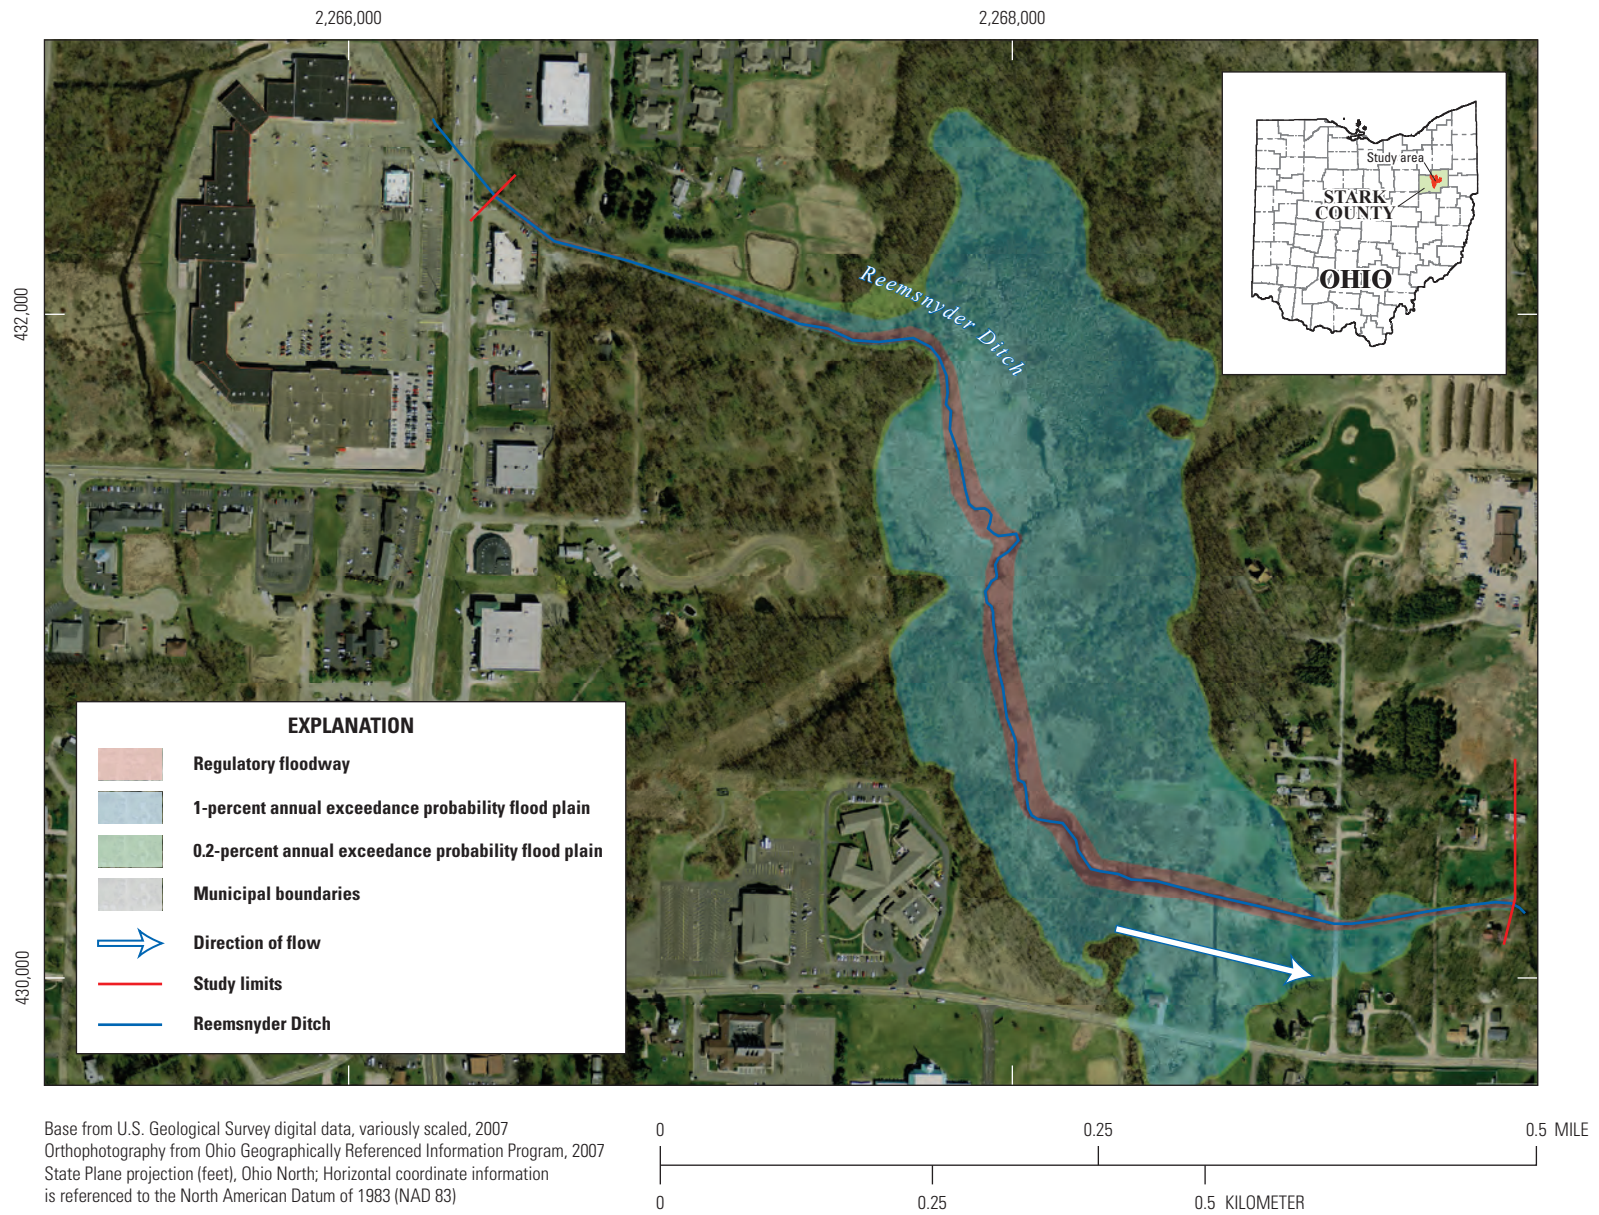 2,266,000
2,268,000
432,000
430,000
Reemsnyder Ditch
Study area
STARK
COUNTY
OHIO
EXPLANATION
Regulatory floodway
1-percent annual exceedance probability flood plain
0.2-percent annual exceedance probability flood plain
Municipal boundaries
Direction of flow
Study limits
Reemsnyder Ditch
Base from U.S. Geological Survey digital data, variously scaled, 2007
Orthophotography from Ohio Geographically Referenced Information Program, 2007
State Plane projection (feet), Ohio North; Horizontal coordinate information
is referenced to the North American Datum of 1983 (NAD 83)
0 0.25 0.5 MILE
0 0.25 0.5 KILOMETER